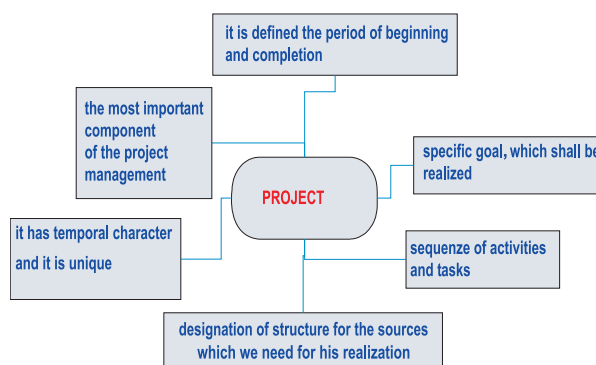 it is defined the period of beginning
and completion
the most important
component
of the project
management
specific goal, which shall be
realized
PROJECT
it has temporal character
and it is unique
sequenze of activities
and tasks
designation of structure for the sources
which we need for his realization